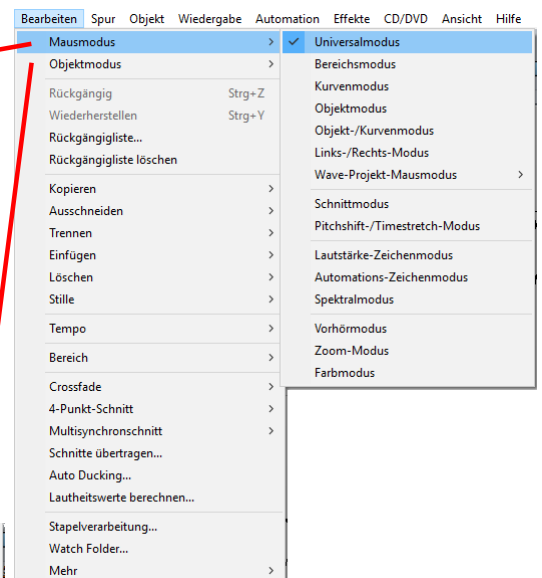 Bearbeiten Spur Objekt Wiedergabe Automation Effekte CD/DVD Ansicht Hilfe
Mausmodus >
Objektmodus >
Rückgängig Strg+Z
Wiederherstellen Strg+Y
Rückgängigliste...
Rückgängigliste löschen
Kopieren >
Ausschneiden >
Trennen >
Einfügen >
Löschen >
Stille >
Tempo >
Bereich >
Crossfade >
4-Punkt-Schnitt >
Multisynchronschnitt >
Schnitte übertragen...
Auto Ducking...
Lautheitswerte berechnen...
Stapelverarbeitung...
Watch Folder...
Mehr >
✓ Universalmodus
Bereichsmodus
Kurvenmodus
Objektmodus
Objekt-/Kurvenmodus
Links-/Rechts-Modus
Wave-Projekt-Mausmodus >
Schnittmodus
Pitchshift-/Timestretch-Modus
Lautstärke-Zeichenmodus
Automations-Zeichenmodus
Spektralmodus
Vorhörmodus
Zoom-Modus
Farbmodus